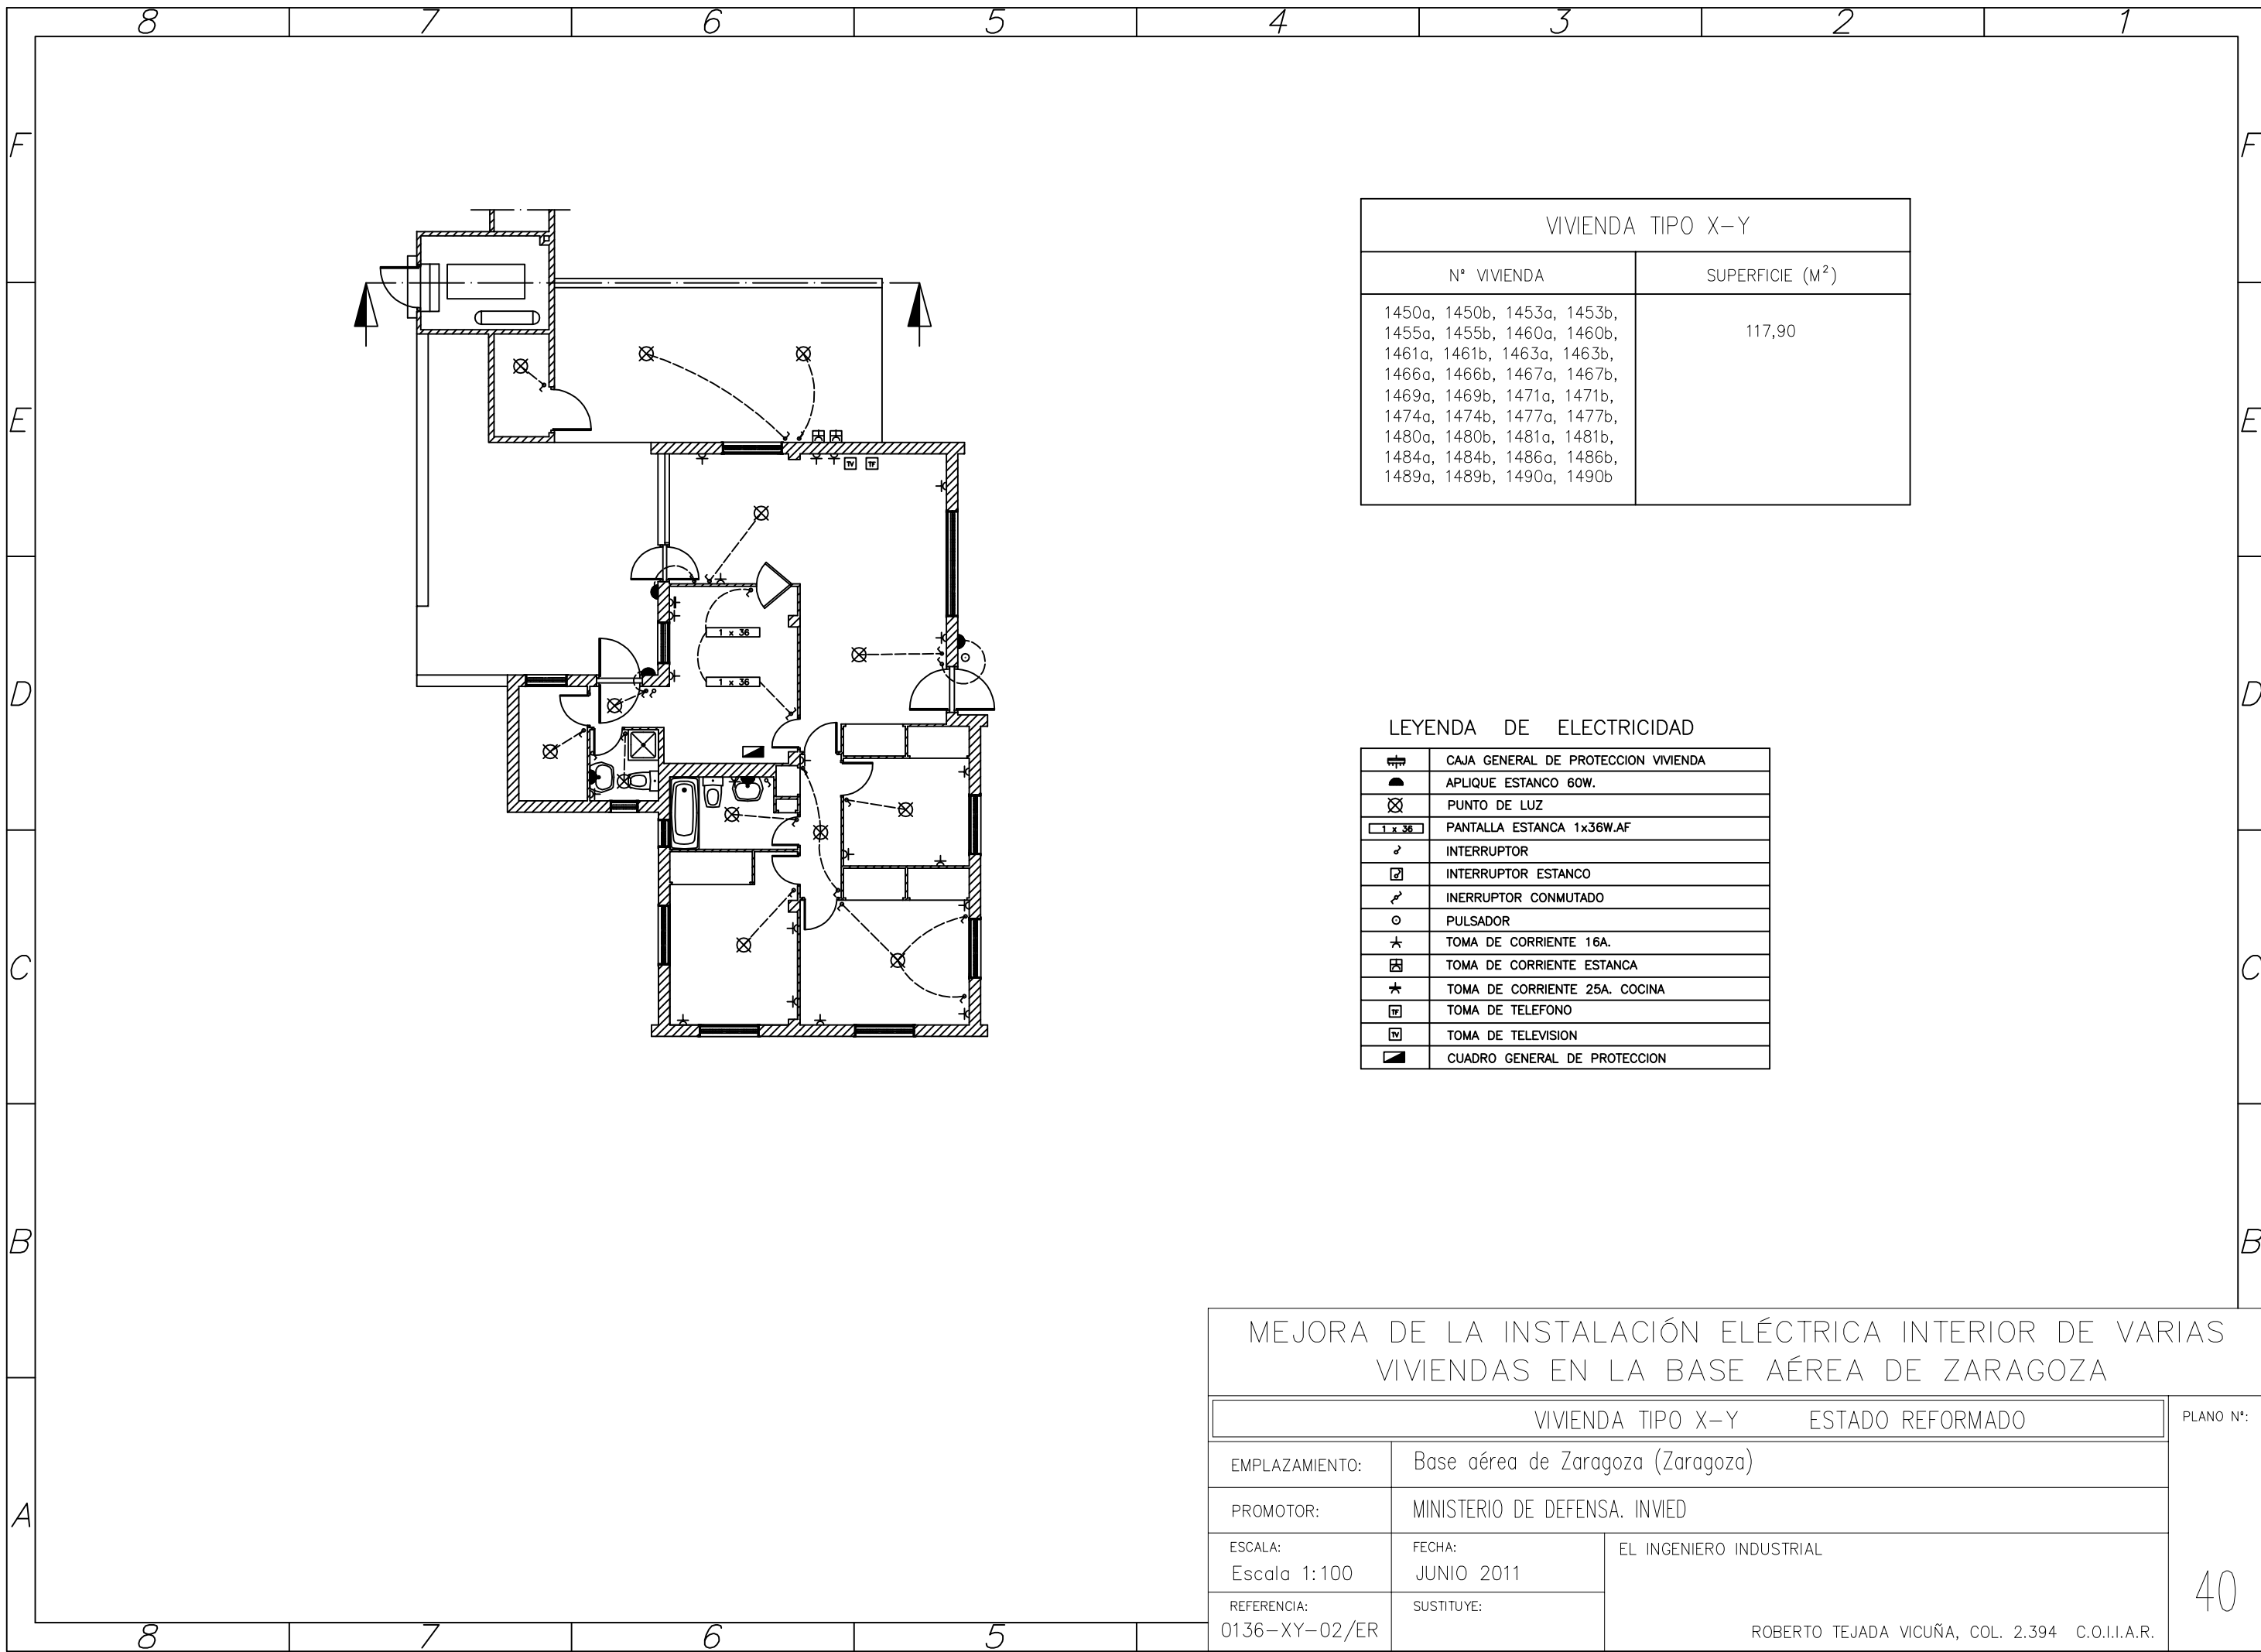 8 7 6 5 4 3 2 1
F F
VIVIENDA TIPO X-Y
Nº VIVIENDA SUPERFICIE (M²)
1450a, 1450b, 1453a, 1453b,
1455a, 1455b, 1460a, 1460b,
117,90
1461a, 1461b, 1463a, 1463b,
1466a, 1466b, 1467a, 1467b,
1469a, 1469b, 1471a, 1471b,
1474a, 1474b, 1477a, 1477b,
1480a, 1480b, 1481a, 1481b,
1484a, 1484b, 1486a, 1486b,
1489a, 1489b, 1490a, 1490b
E E
TV TF
1 x 36
1 x 36
D D
LEYENDA DE ELECTRICIDAD
CAJA GENERAL DE PROTECCION VIVIENDA
APLIQUE ESTANCO 60W.
PUNTO DE LUZ
1 x 36 PANTALLA ESTANCA 1x36W.AF
INTERRUPTOR
INTERRUPTOR ESTANCO
INERRUPTOR CONMUTADO
PULSADOR
TOMA DE CORRIENTE 16A.
TOMA DE CORRIENTE ESTANCA
TOMA DE CORRIENTE 25A. COCINA
TF TOMA DE TELEFONO
TV TOMA DE TELEVISION
CUADRO GENERAL DE PROTECCION
C C
B B
MEJORA DE LA INSTALACIÓN ELÉCTRICA INTERIOR DE VARIAS
VIVIENDAS EN LA BASE AÉREA DE ZARAGOZA
VIVIENDA TIPO X-Y ESTADO REFORMADO
PLANO Nº:
EMPLAZAMIENTO: Base aérea de Zaragoza (Zaragoza)
PROMOTOR: MINISTERIO DE DEFENSA. INVIED
A
ESCALA:
Escala 1:100
FECHA:
JUNIO 2011
EL INGENIERO INDUSTRIAL
40
REFERENCIA:
0136-XY-02/ER
SUSTITUYE:
ROBERTO TEJADA VICUÑA, COL. 2.394 C.O.I.I.A.R.
8 7 6 5